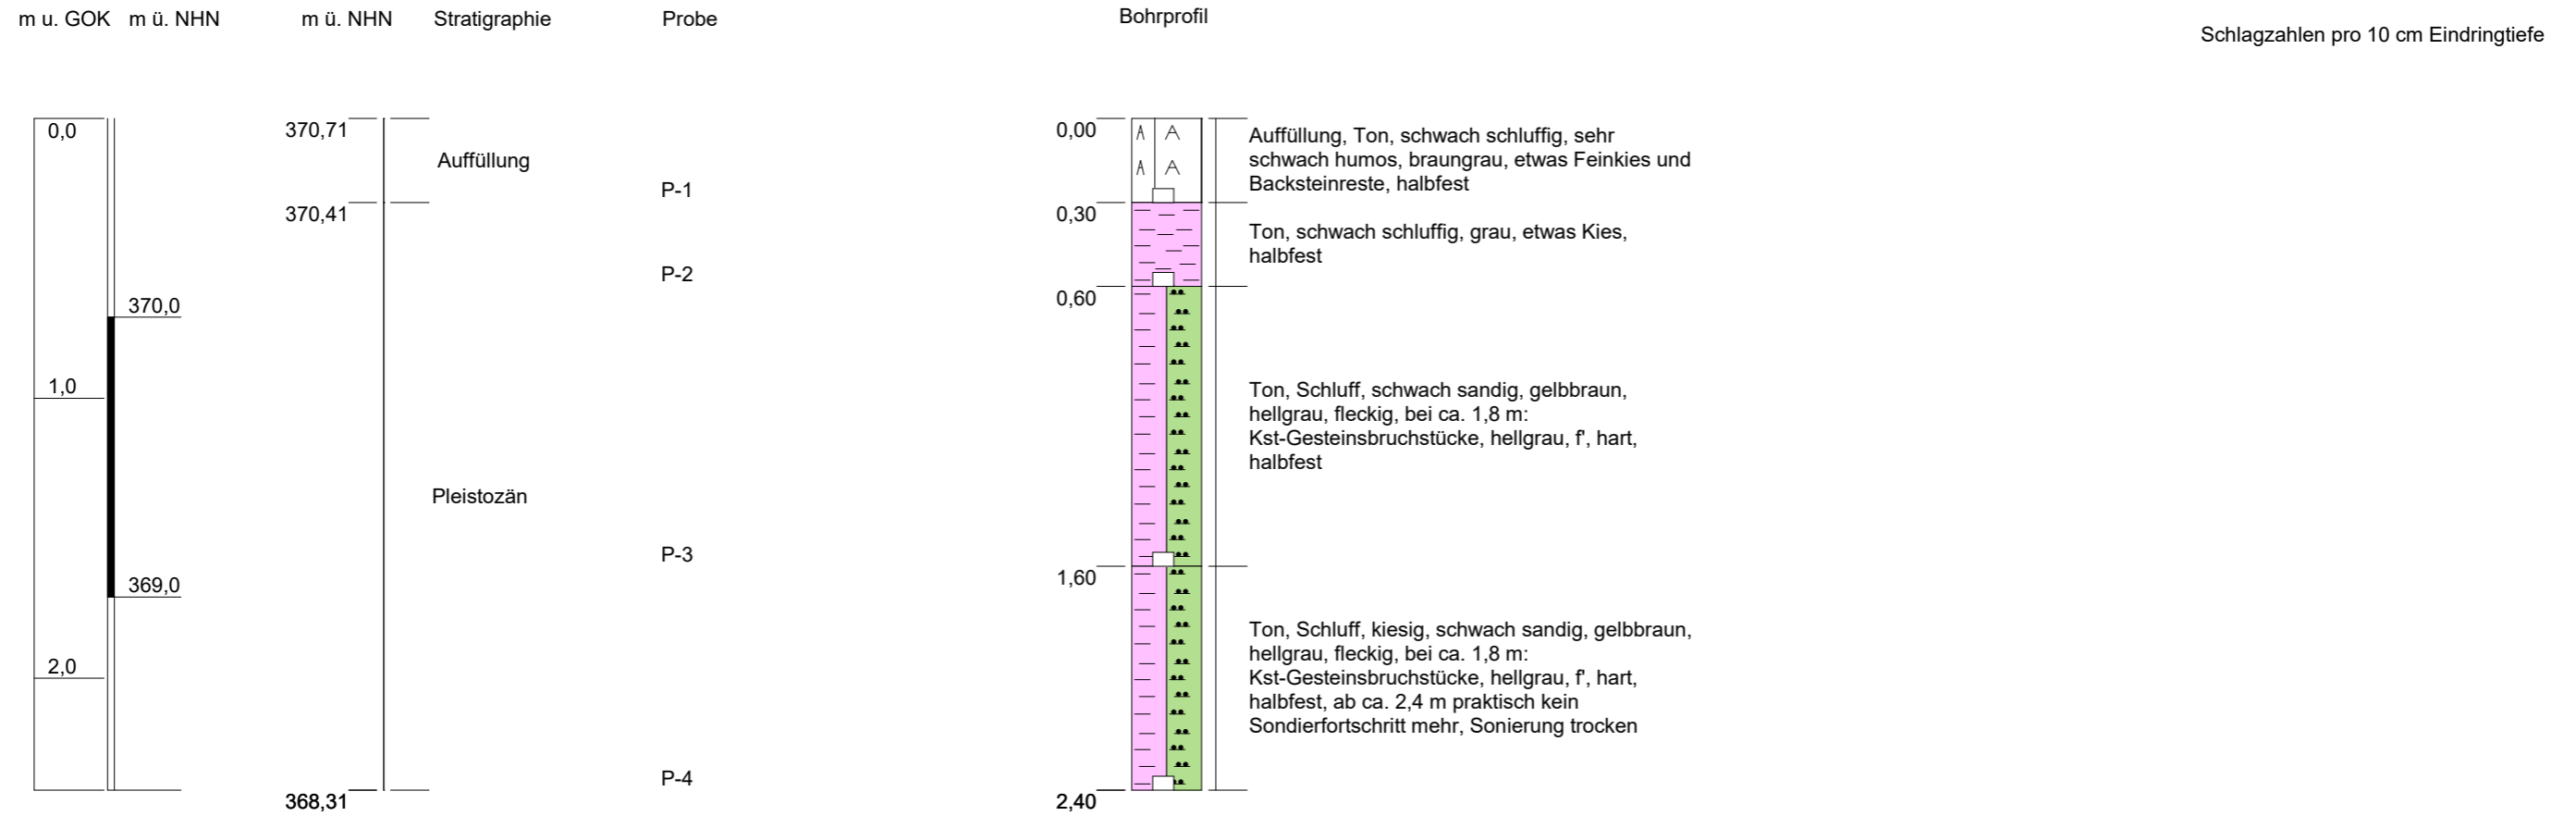 m u. GOK m ü. NHN m ü. NHN Stratigraphie Probe Bohrprofil
Schlagzahlen pro 10 cm Eindringtiefe
0,0 370,71 0,00
Auffüllung
Auffüllung, Ton, schwach schluffig, sehr
schwach humos, braungrau, etwas Feinkies und
Backsteinreste, halbfest
A A
A A
P-1
370,41 0,30
Ton, schwach schluffig, grau, etwas Kies,
halbfest
P-2
370,0 0,60
1,0
Ton, Schluff, schwach sandig, gelbbraun,
hellgrau, fleckig, bei ca. 1,8 m:
Kst-Gesteinsbruchstücke, hellgrau, f', hart,
halbfest
Pleistozän
P-3
369,0 1,60
2,0
Ton, Schluff, kiesig, schwach sandig, gelbbraun,
hellgrau, fleckig, bei ca. 1,8 m:
Kst-Gesteinsbruchstücke, hellgrau, f', hart,
halbfest, ab ca. 2,4 m praktisch kein
Sondierfortschritt mehr, Sonierung trocken
P-4
368,31 2,40